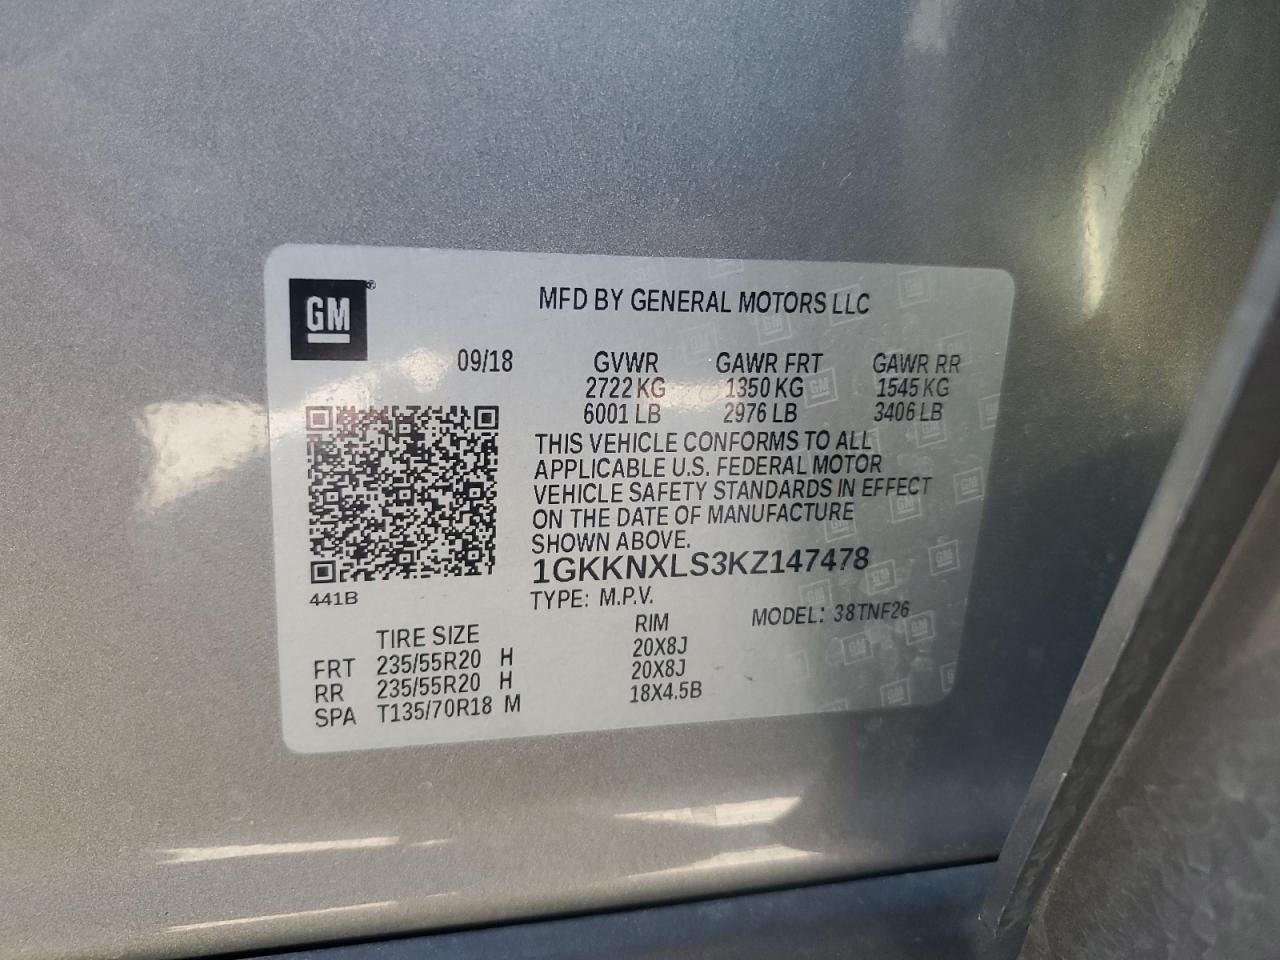 GM ®
MFD BY GENERAL MOTORS LLC
09/18 GVWR GAWR FRT GAWR RR
2722 KG 1350 KG 1545 KG
6001 LB 2976 LB 3406 LB
THIS VEHICLE CONFORMS TO ALL
APPLICABLE U.S. FEDERAL MOTOR
VEHICLE SAFETY STANDARDS IN EFFECT
ON THE DATE OF MANUFACTURE
SHOWN ABOVE.
1GKKNXLS3KZ147478
441B
TYPE: M.P.V. MODEL: 38TNF26
TIRE SIZE RIM
FRT 235/55R20 H 20X8J
RR 235/55R20 H 20X8J
SPA T135/70R18 M 18X4.5B